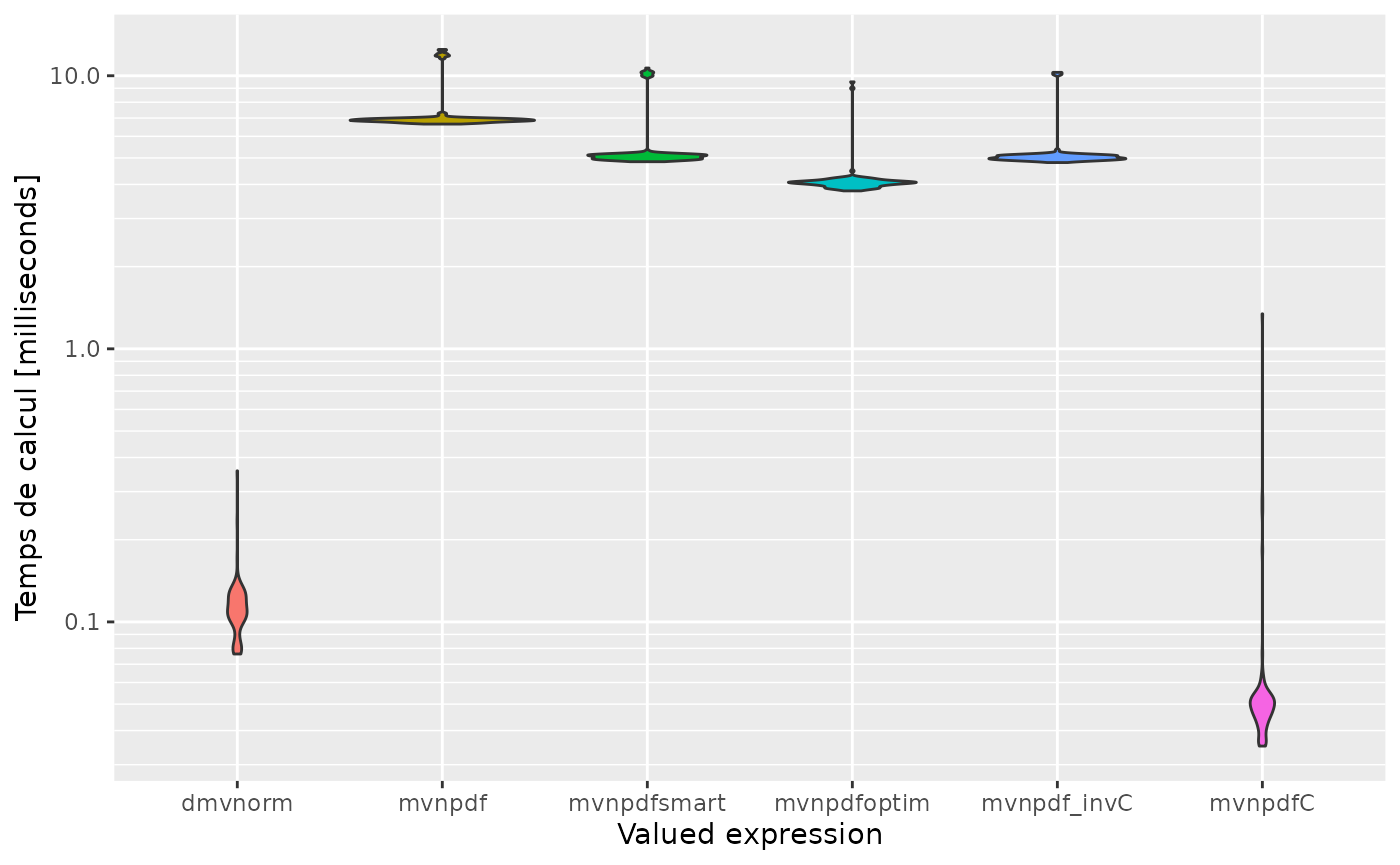 Temps de calcul [milliseconds]
10.0
1.0
0.1
dmvnorm mvnpdf mvnpdfsmart mvnpdfoptim mvnpdf_invC mvnpdfC
Valued expression